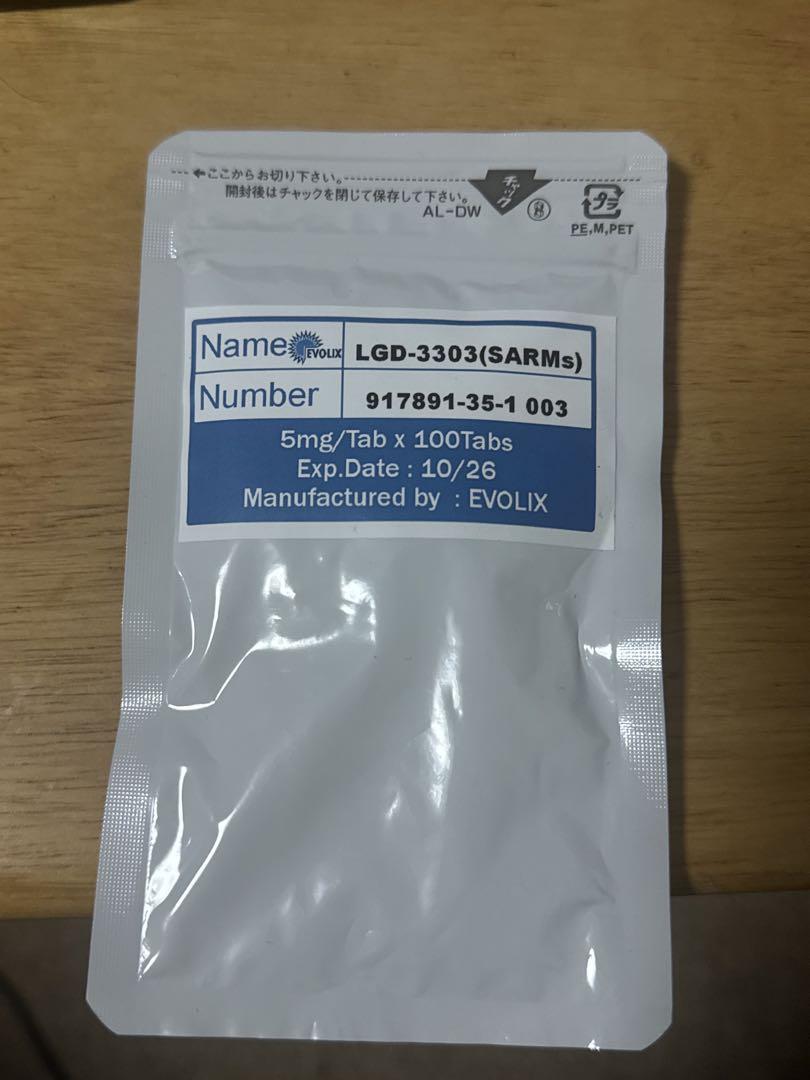 ←ここからお切り下さい。
開封後はチャックを閉じて保存して下さい。
AL-DW
チャック
プラ
PE,M,PET
Name EVOLIX LGD-3303(SARMs)
Number 917891-35-1 003
5mg/Tab x 100Tabs
Exp.Date : 10/26
Manufactured by : EVOLIX